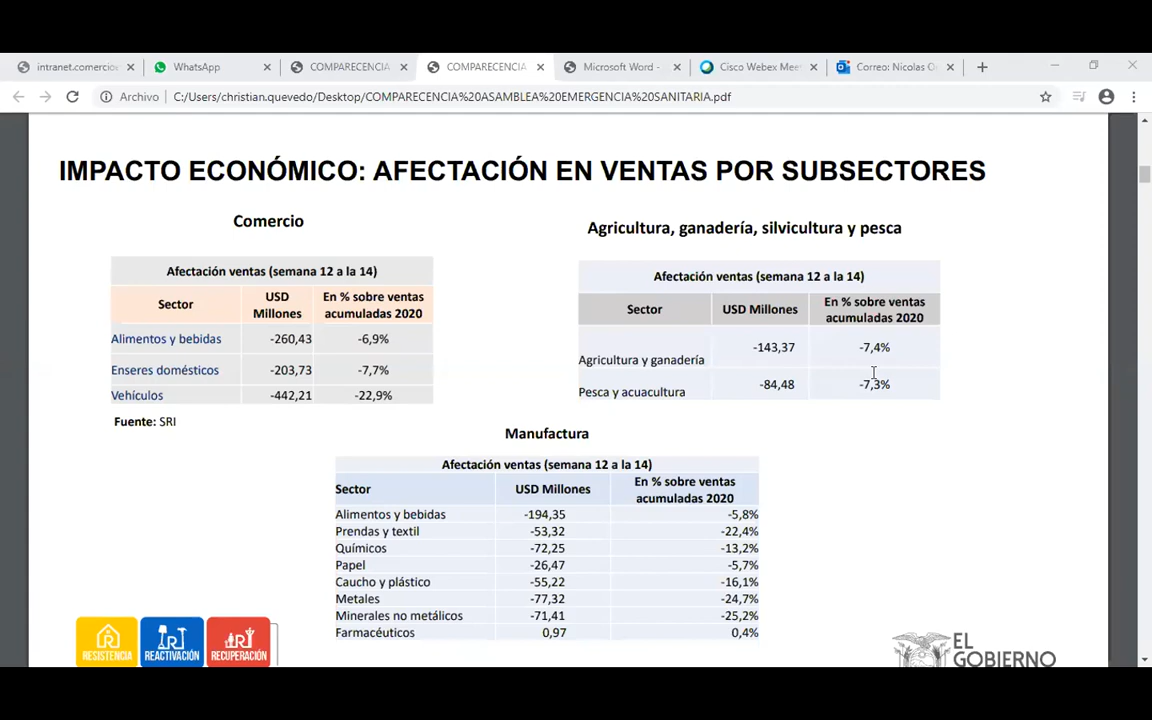 intranet.comercio
WhatsApp
COMPARECENCIA
COMPARECENCIA
Microsoft Word -
Cisco Webex Mee
Correo: Nicolas O
Archivo
C:/Users/christian.quevedo/Desktop/COMPARECENCIA%20ASAMBLEA%20EMERGENCIA%20SANITARIA.pdf
IMPACTO ECONÓMICO: AFECTACIÓN EN VENTAS POR SUBSECTORES
Comercio
Afectación ventas (semana 12 a la 14)
Sector USD Millones En % sobre ventas acumuladas 2020
Alimentos y bebidas -260,43 -6,9%
Enseres domésticos -203,73 -7,7%
Vehículos -442,21 -22,9%
Fuente: SRI
Agricultura, ganadería, silvicultura y pesca
Afectación ventas (semana 12 a la 14)
Sector USD Millones En % sobre ventas acumuladas 2020
Agricultura y ganadería -143,37 -7,4%
Pesca y acuacultura -84,48 -7,3%
Manufactura
Afectación ventas (semana 12 a la 14)
Sector USD Millones En % sobre ventas acumuladas 2020
Alimentos y bebidas -194,35 -5,8%
Prendas y textil -53,32 -22,4%
Químicos -72,25 -13,2%
Papel -26,47 -5,7%
Caucho y plástico -55,22 -16,1%
Metales -77,32 -24,7%
Minerales no metálicos -71,41 -25,2%
Farmacéuticos 0,97 0,4%
RESISTENCIA
REACTIVACIÓN
RECUPERACIÓN
EL
GOBIERNO